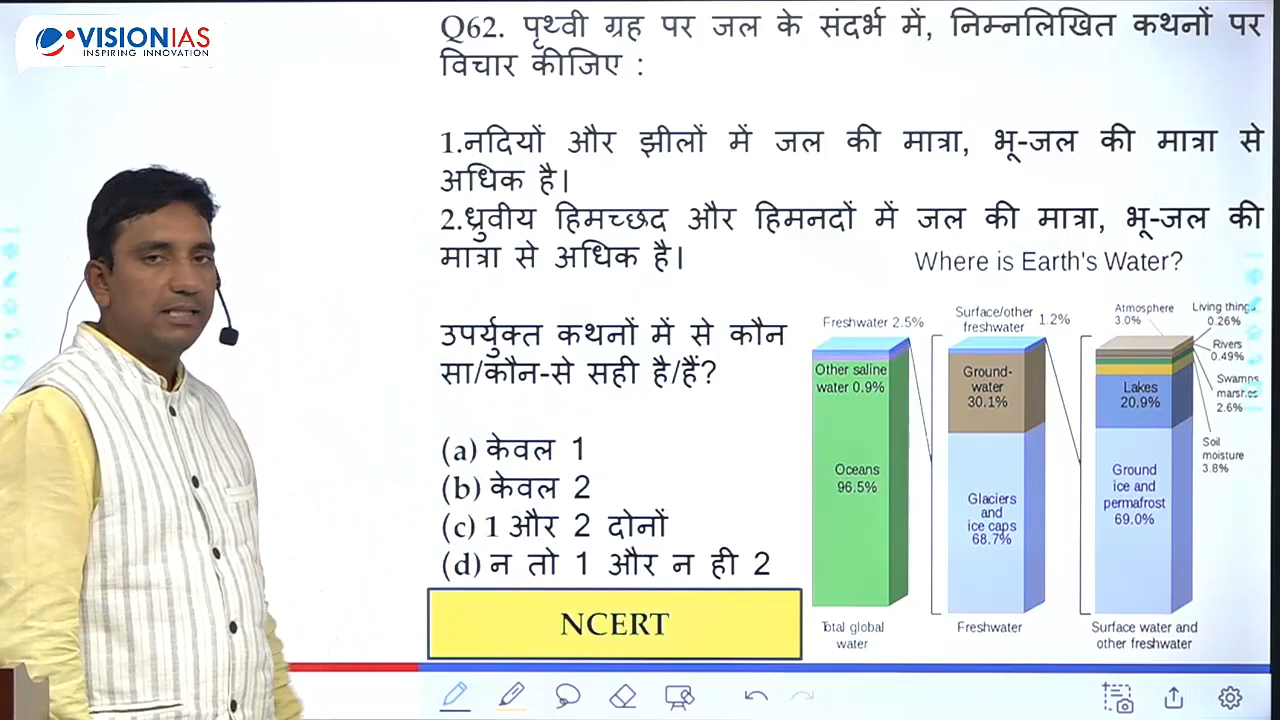 VISIONIAS
INSPIRING INNOVATION
Q62. पृथ्वी ग्रह पर जल के संदर्भ में, निम्नलिखित कथनों पर
विचार कीजिए :
1.नदियों और झीलों में जल की मात्रा, भू-जल की मात्रा से
अधिक है।
2.ध्रुवीय हिमच्छद और हिमनदों में जल की मात्रा, भू-जल की
मात्रा से अधिक है।
उपर्युक्त कथनों में से कौन
सा/कौन-से सही है/हैं?
(a) केवल 1
(b) केवल 2
(c) 1 और 2 दोनों
(d) न तो 1 और न ही 2
NCERT
Where is Earth's Water?
Freshwater 2.5%
Other saline
water 0.9%
Oceans
96.5%
Total global
water
Surface/other
freshwater 1.2%
Ground-
water
30.1%
Glaciers
and
ice caps
68.7%
Freshwater
Atmosphere
3.0%
Living things
0.26%
Rivers
0.49%
Swamps,
marshes
2.6%
Soil
moisture
3.8%
Lakes
20.9%
Ground
ice and
permafrost
69.0%
Surface water and
other freshwater